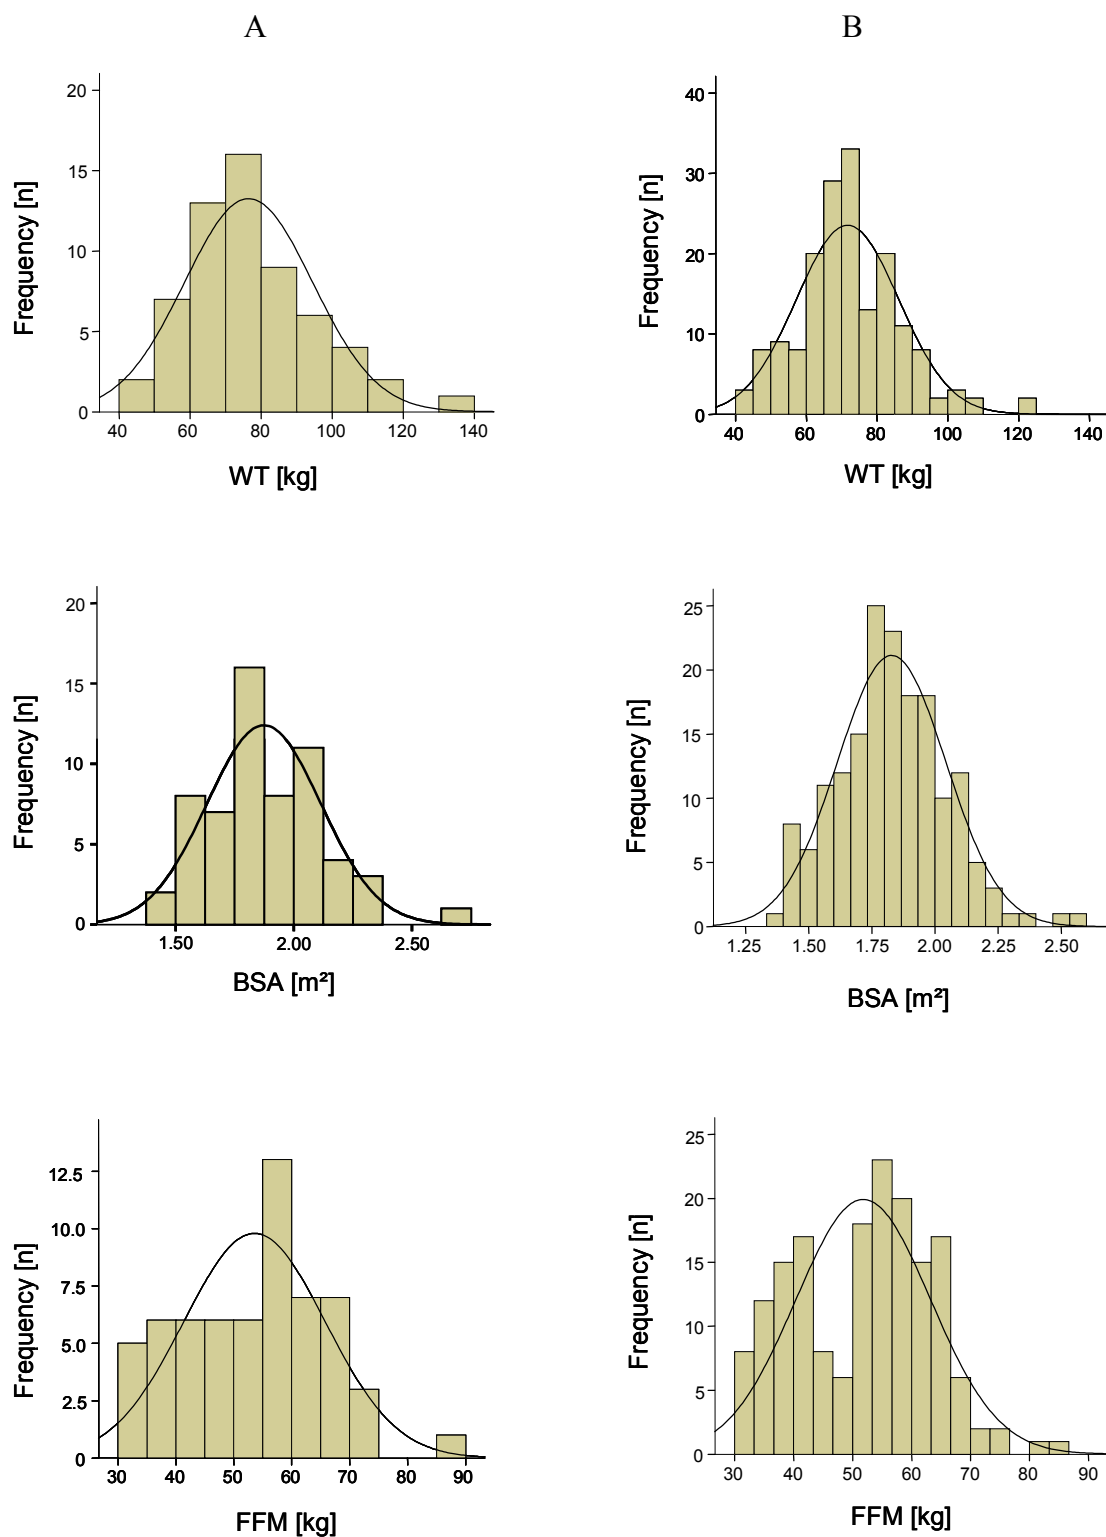 A
B
Frequency [n]
20
15
10
5
0
40 60 80 100 120 140
WT [kg]
Frequency [n]
40
30
20
10
0
40 60 80 100 120 140
WT [kg]
Frequency [n]
20
15
10
5
0
1.50 2.00 2.50
BSA [m²]
Frequency [n]
25
20
15
10
5
0
1.25 1.50 1.75 2.00 2.25 2.50
BSA [m²]
Frequency [n]
12.5
10.0
7.5
5.0
2.5
0
30 40 50 60 70 80 90
FFM [kg]
Frequency [n]
25
20
15
10
5
0
30 40 50 60 70 80 90
FFM [kg]